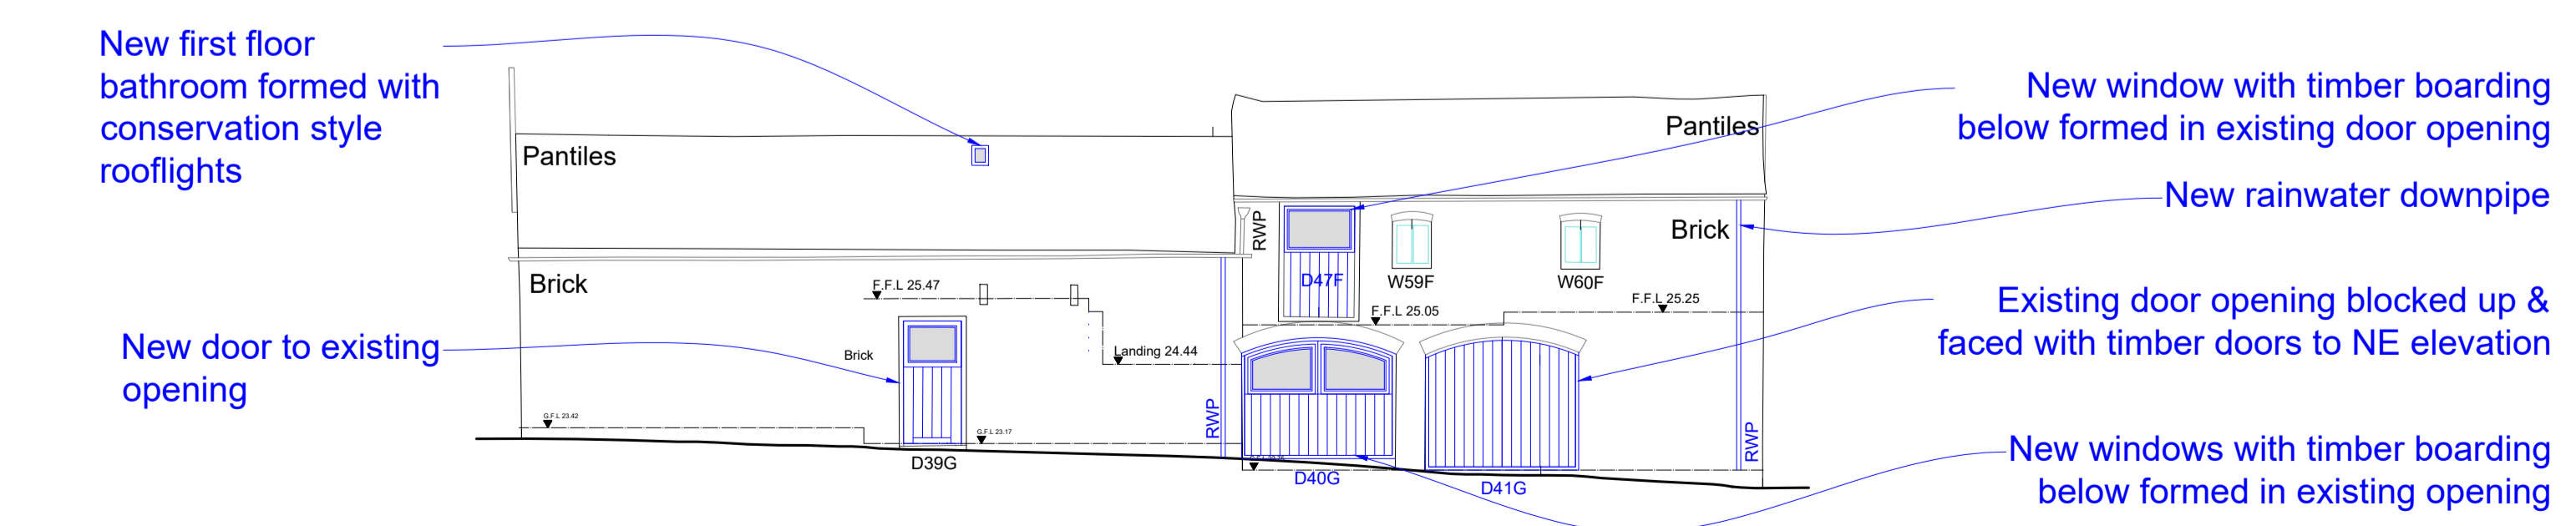 New first floor
bathroom formed with
conservation style
rooflights
New window with timber boarding
below formed in existing door opening
Pantiles
Pantiles
New rainwater downpipe
RWP
Brick
Brick
D47F
W59F
W60F
F.F.L 25.47
F.F.L 25.05
F.F.L 25.25
Existing door opening blocked up &
faced with timber doors to NE elevation
New door to existing
opening
Brick
Landing 24.44
G.F.L 23.42
G.F.L 23.17
RWP
RWP
D39G
D40G
D41G
New windows with timber boarding
below formed in existing opening